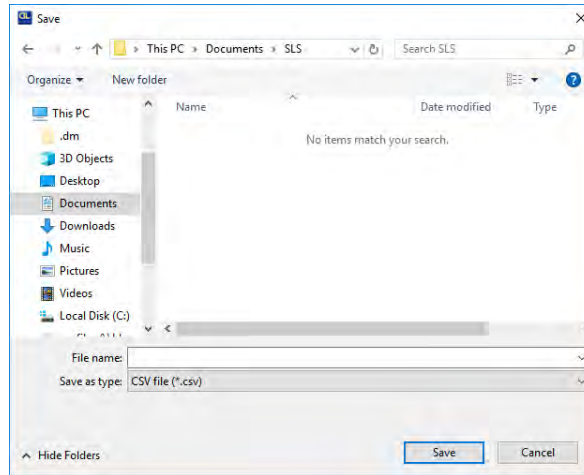 GL Save
This PC > Documents > SLS
Search SLS
Organize
New folder
Name
Date modified
Type
No items match your search.
This PC
.dm
3D Objects
Desktop
Documents
Downloads
Music
Pictures
Videos
Local Disk (C:)
File name:
Save as type: CSV file (*.csv)
Hide Folders
Save
Cancel